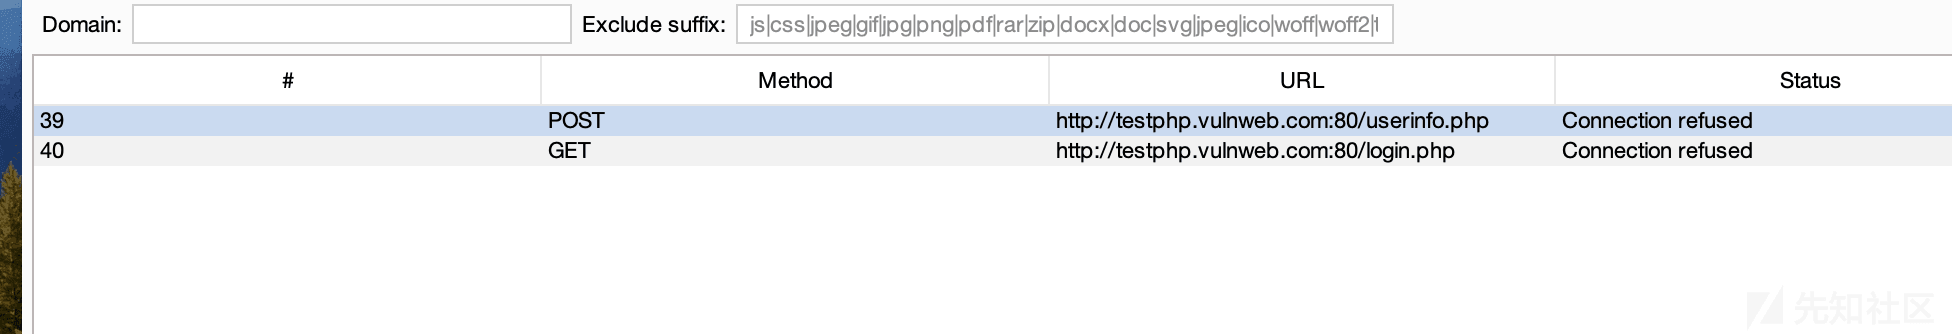 Domain: Exclude suffix: js|css|jpeg|gif|jpg|png|pdf|rar|zip|docx|doc|svg|jpeg|ico|woff|woff2|
# Method URL Status
39 POST http://testphp.vulnweb.com:80/userinfo.php Connection refused
40 GET http://testphp.vulnweb.com:80/login.php Connection refused
先知社区